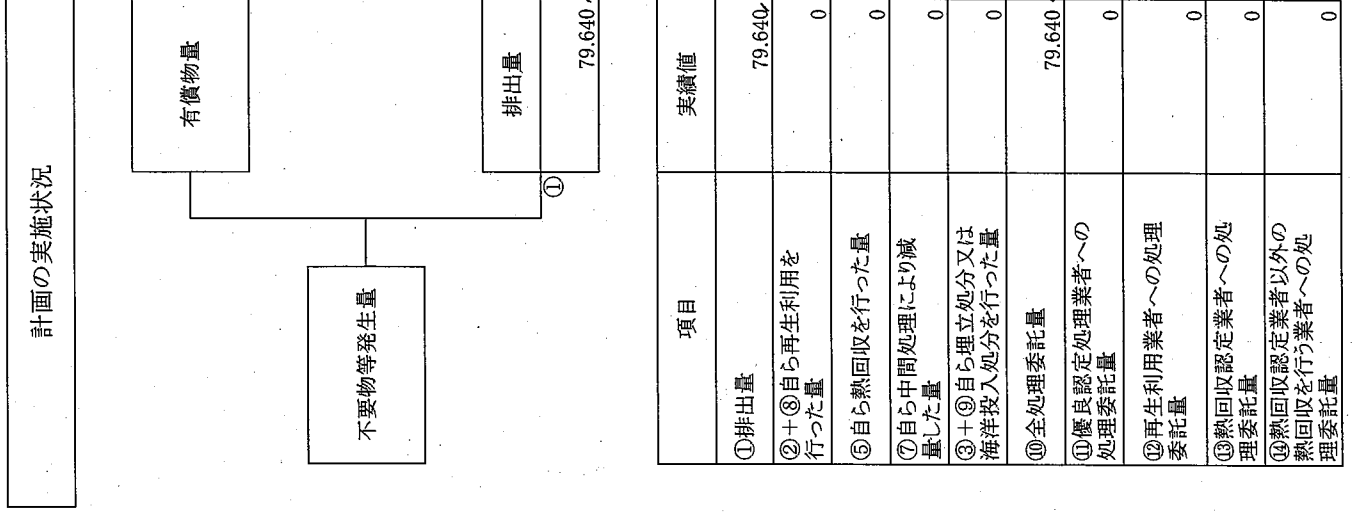 計画の実施状況
有償物量
不要物等発生量
排出量
①
79.640
項目
実績値
①排出量
79.640
②+⑧自ら再生利用を
行った量
0
⑤自ら熱回収を行った量
0
⑦自ら中間処理により減
量した量
0
③+⑨自ら埋立処分又は
海洋投入処分を行った量
0
⑩全処理委託量
79.640
⑪優良認定処理業者への
処理委託量
0
⑫再生利用業者への処理
委託量
0
⑬熱回収認定業者への処
理委託量
0
⑭熱回収認定業者以外の
熱回収を行う業者への処
理委託量
0